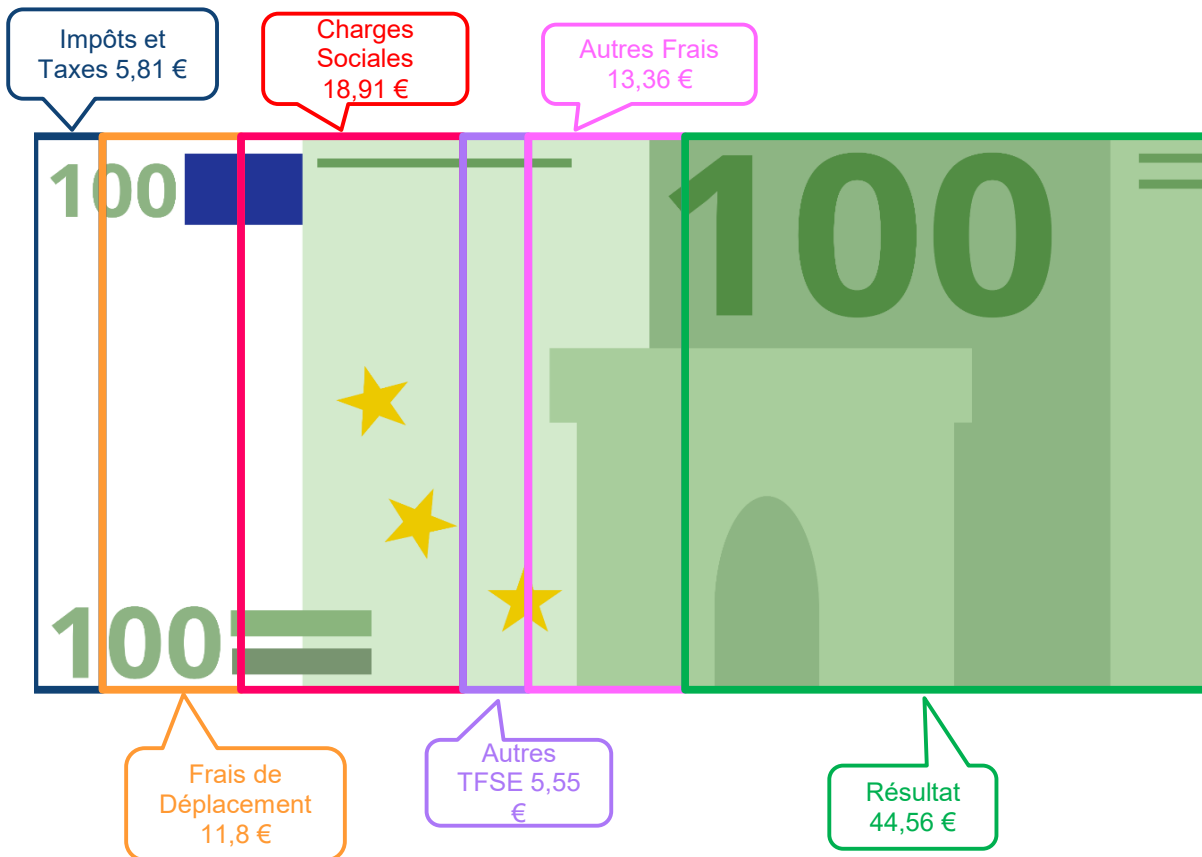 Impôts et
Taxes 5,81 €
Charges
Sociales
18,91 €
Autres Frais
13,36 €
100
100
100
Frais de
Déplacement
11,8 €
Autres
TFSE 5,55
€
Résultat
44,56 €